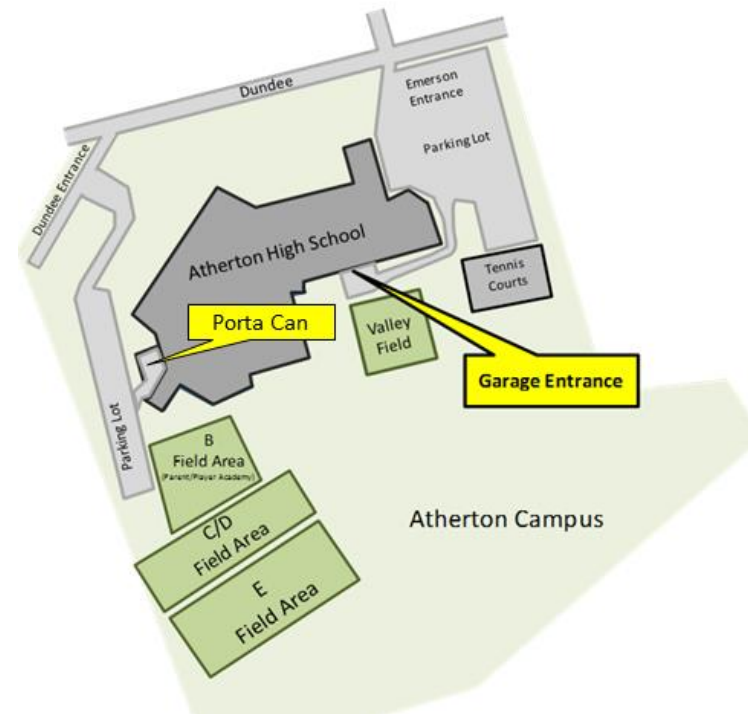 Dundee
Emerson
Entrance
Parking Lot
Dundee Entrance
Atherton High School
Tennis
Courts
Porta Can
Valley
Field
Garage Entrance
Parking Lot
B
Field Area
(Parent/Player Academy)
C/D
Field Area
E
Field Area
Atherton Campus